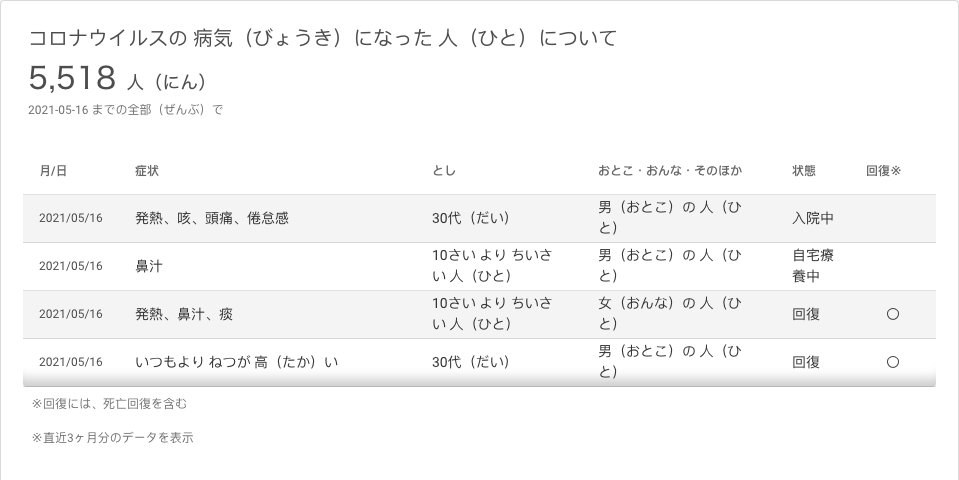 コロナウイルスの 病気（びょうき）になった 人（ひと）について
5,518 人（にん）
2021-05-16 までの全部（ぜんぶ）で
月/日 症状 とし おとこ・おんな・そのほか 状態 回復※
2021/05/16 発熱、咳、頭痛、倦怠感 30代（だい） 男（おとこ）の 人（ひと） 入院中
2021/05/16 鼻汁 10さい より ちいさい 人（ひと） 男（おとこ）の 人（ひと） 自宅療養中
2021/05/16 発熱、鼻汁、痰 10さい より ちいさい 人（ひと） 女（おんな）の 人（ひと） 回復 〇
2021/05/16 いつもより ねつが 高（たか）い 30代（だい） 男（おとこ）の 人（ひと） 回復 〇
※回復には、死亡回復を含む
※直近3ヶ月分のデータを表示